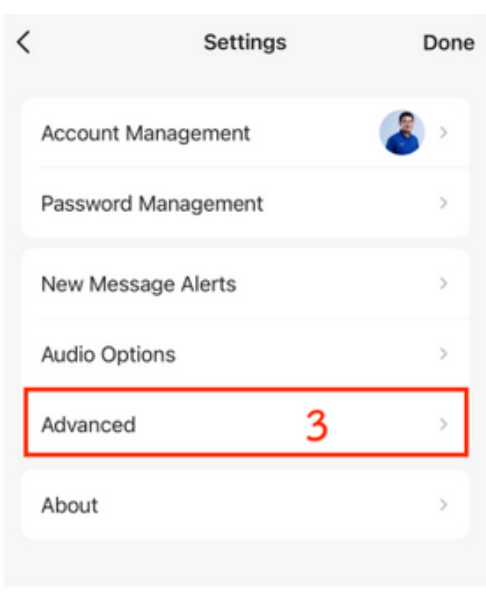 Settings Done
Account Management
Password Management
New Message Alerts
Audio Options
Advanced 3
About